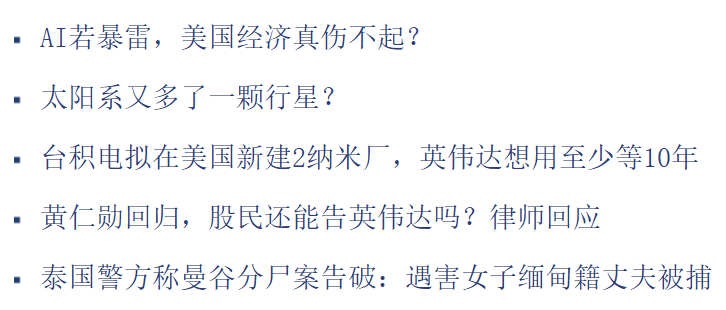 AI若暴雷，美国经济真伤不起？
太阳系又多了一颗行星？
台积电拟在美国新建2纳米厂，英伟达想用至少等10年
黄仁勋回归，股民还能告英伟达吗？律师回应
泰国警方称曼谷分尸案告破：遇害女子缅甸籍丈夫被捕